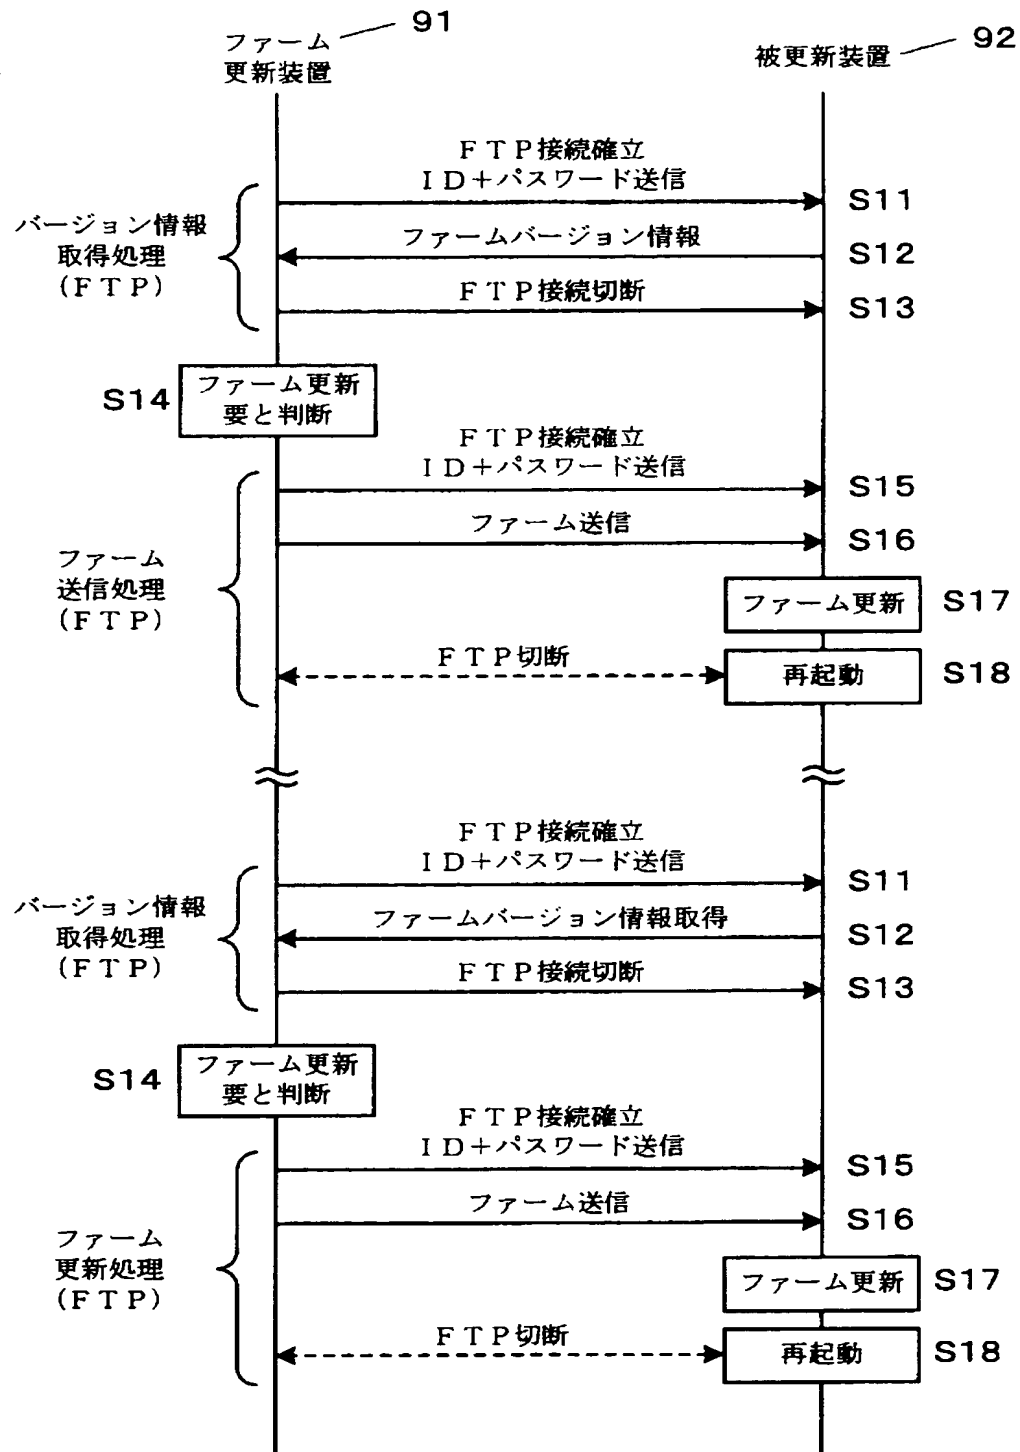 ファーム
更新装置
91
被更新装置
92
FTP接続確立
ID+パスワード送信
S11
バージョン情報
取得処理
(FTP)
ファームバージョン情報
S12
FTP接続切断
S13
S14
ファーム更新
要と判断
FTP接続確立
ID+パスワード送信
S15
ファーム送信
S16
ファーム
送信処理
(FTP)
ファーム更新
S17
FTP切断
再起動
S18
FTP接続確立
ID+パスワード送信
S11
バージョン情報
取得処理
(FTP)
ファームバージョン情報取得
S12
FTP接続切断
S13
S14
ファーム更新
要と判断
FTP接続確立
ID+パスワード送信
S15
ファーム送信
S16
ファーム
更新処理
(FTP)
ファーム更新
S17
FTP切断
再起動
S18